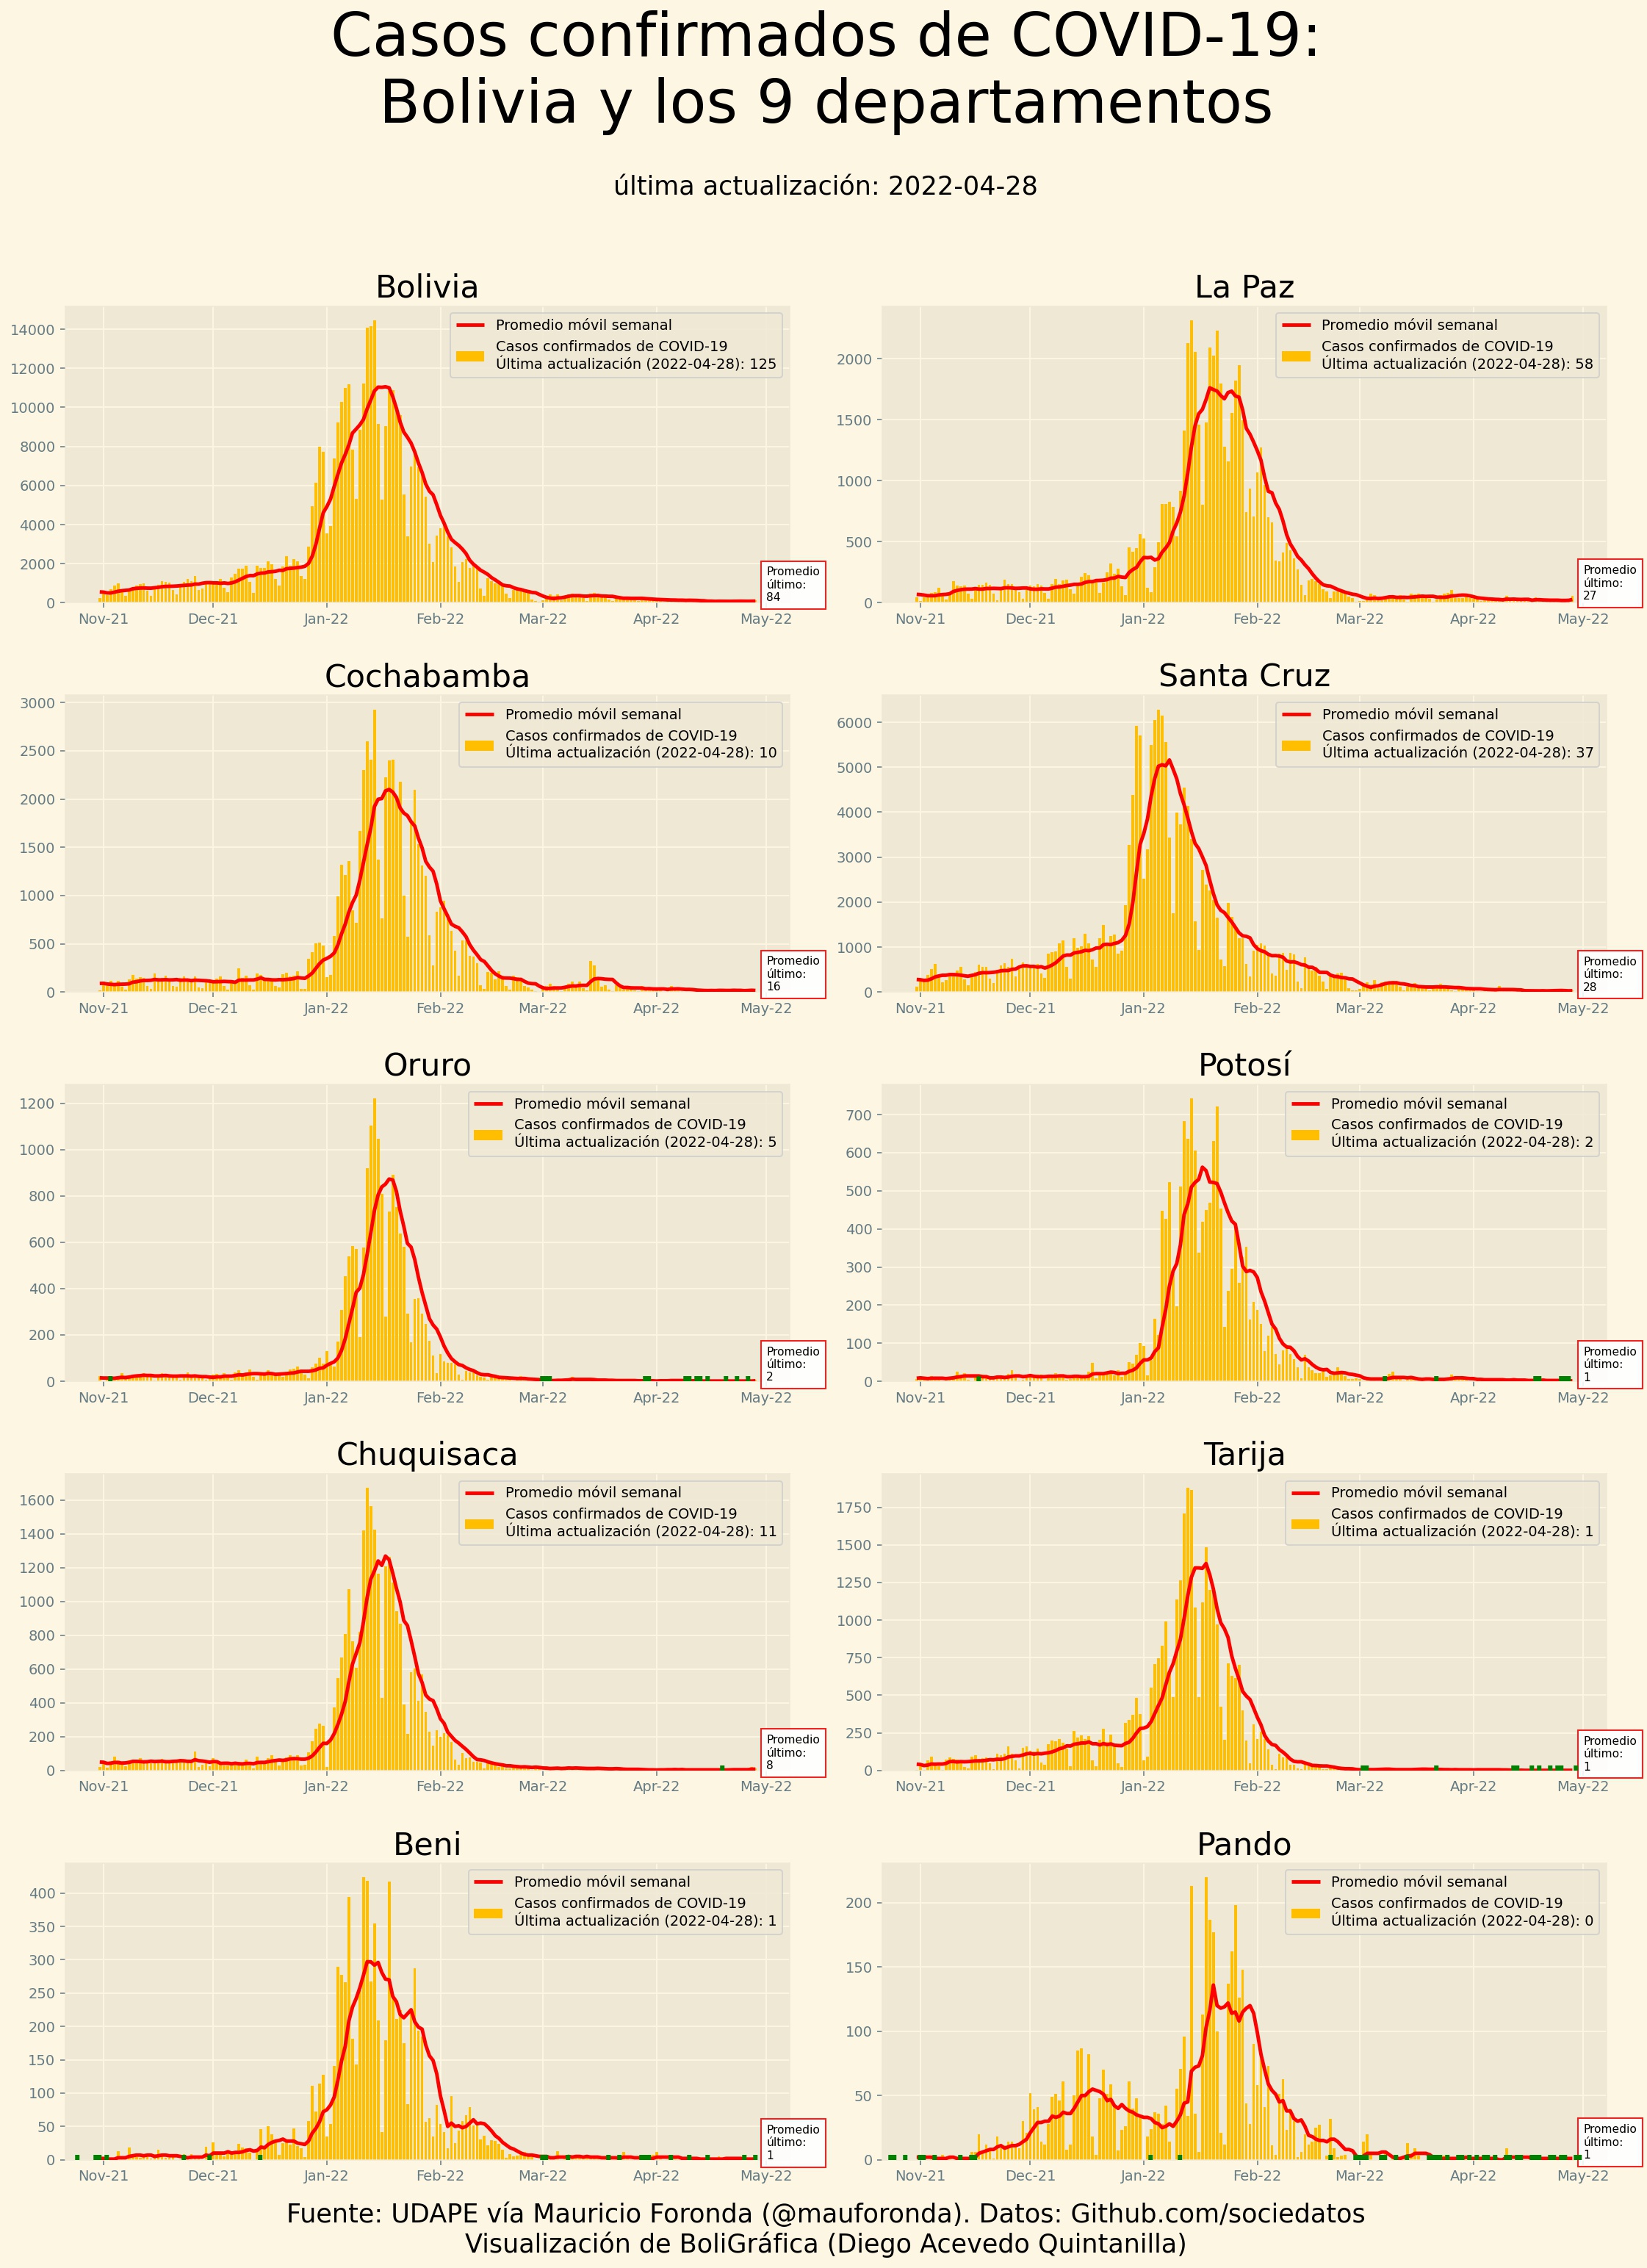 Casos confirmados de COVID-19:
Bolivia y los 9 departamentos
última actualización: 2022-04-28
Bolivia
14000
12000
10000
8000
6000
4000
2000
0
Promedio móvil semanal
Casos confirmados de COVID-19
Última actualización (2022-04-28): 125
Promedio
último:
84
Nov-21 Dec-21 Jan-22 Feb-22 Mar-22 Apr-22 May-22
La Paz
2000
1500
1000
500
0
Promedio móvil semanal
Casos confirmados de COVID-19
Última actualización (2022-04-28): 58
Promedio
último:
27
Nov-21 Dec-21 Jan-22 Feb-22 Mar-22 Apr-22 May-22
Cochabamba
3000
2500
2000
1500
1000
500
0
Promedio móvil semanal
Casos confirmados de COVID-19
Última actualización (2022-04-28): 10
Promedio
último:
16
Nov-21 Dec-21 Jan-22 Feb-22 Mar-22 Apr-22 May-22
Santa Cruz
6000
5000
4000
3000
2000
1000
0
Promedio móvil semanal
Casos confirmados de COVID-19
Última actualización (2022-04-28): 37
Promedio
último:
28
Nov-21 Dec-21 Jan-22 Feb-22 Mar-22 Apr-22 May-22
Oruro
1200
1000
800
600
400
200
0
Promedio móvil semanal
Casos confirmados de COVID-19
Última actualización (2022-04-28): 5
Promedio
último:
2
Nov-21 Dec-21 Jan-22 Feb-22 Mar-22 Apr-22 May-22
Potosí
700
600
500
400
300
200
100
0
Promedio móvil semanal
Casos confirmados de COVID-19
Última actualización (2022-04-28): 2
Promedio
último:
1
Nov-21 Dec-21 Jan-22 Feb-22 Mar-22 Apr-22 May-22
Chuquisaca
1600
1400
1200
1000
800
600
400
200
0
Promedio móvil semanal
Casos confirmados de COVID-19
Última actualización (2022-04-28): 11
Promedio
último:
8
Nov-21 Dec-21 Jan-22 Feb-22 Mar-22 Apr-22 May-22
Tarija
1750
1500
1250
1000
750
500
250
0
Promedio móvil semanal
Casos confirmados de COVID-19
Última actualización (2022-04-28): 1
Promedio
último:
1
Nov-21 Dec-21 Jan-22 Feb-22 Mar-22 Apr-22 May-22
Beni
400
350
300
250
200
150
100
50
0
Promedio móvil semanal
Casos confirmados de COVID-19
Última actualización (2022-04-28): 1
Promedio
último:
1
Nov-21 Dec-21 Jan-22 Feb-22 Mar-22 Apr-22 May-22
Pando
200
150
100
50
0
Promedio móvil semanal
Casos confirmados de COVID-19
Última actualización (2022-04-28): 0
Promedio
último:
1
Nov-21 Dec-21 Jan-22 Feb-22 Mar-22 Apr-22 May-22
Fuente: UDAPE vía Mauricio Foronda (@mauforonda). Datos: Github.com/sociedatos
Visualización de BoliGráfica (Diego Acevedo Quintanilla)